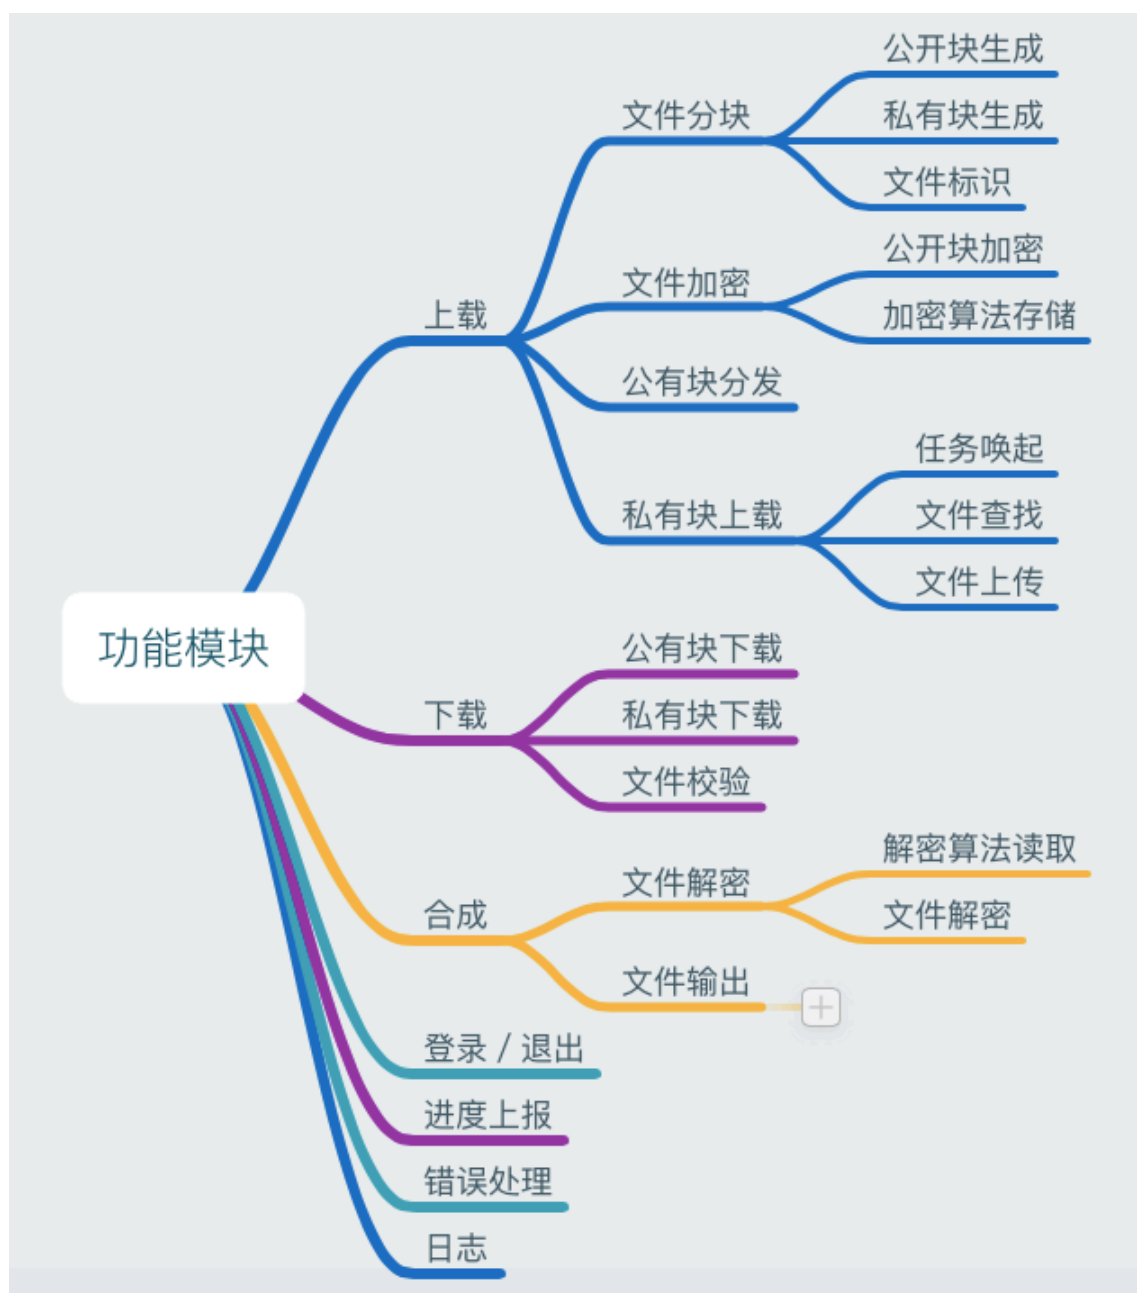 公开块生成
文件分块
私有块生成
文件标识
公开块加密
文件加密
上载
加密算法存储
公有块分发
任务唤起
私有块上载
文件查找
文件上传
功能模块
公有块下载
下载
私有块下载
文件校验
解密算法读取
文件解密
合成
文件解密
文件输出
登录 / 退出
进度上报
错误处理
日志